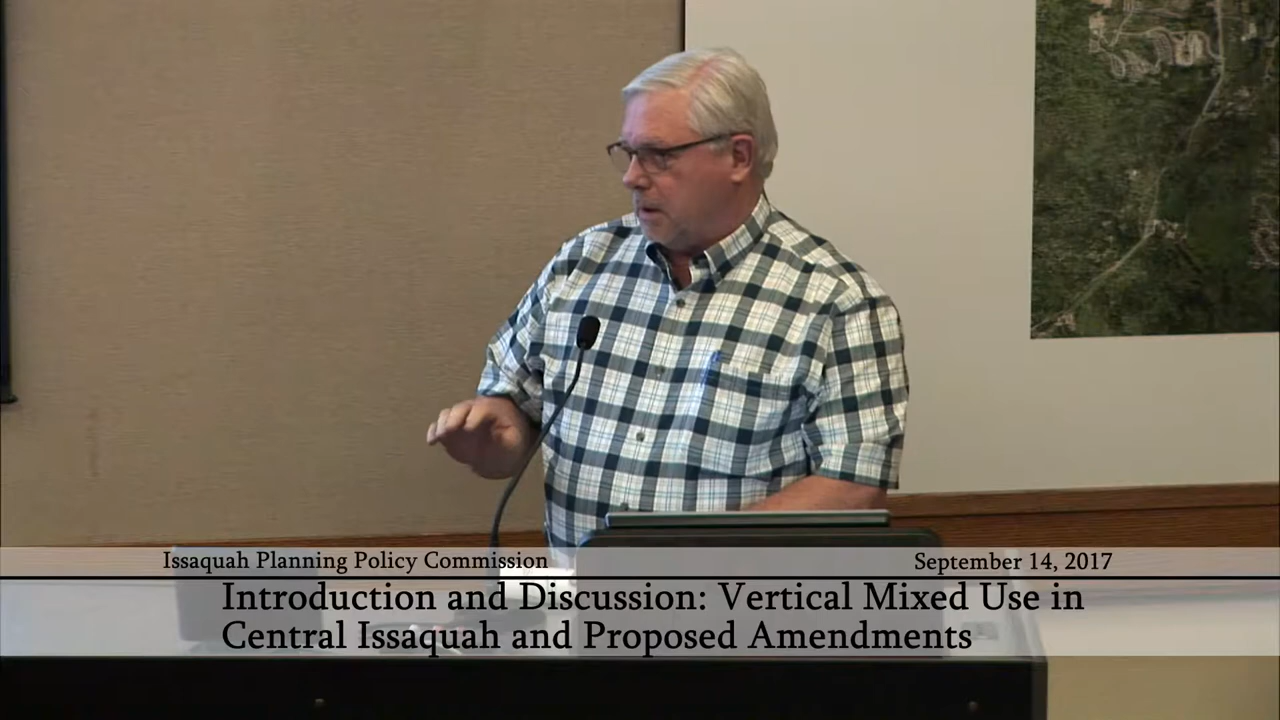 Issaquah Planning Policy Commission
September 14, 2017
Introduction and Discussion: Vertical Mixed Use in
Central Issaquah and Proposed Amendments